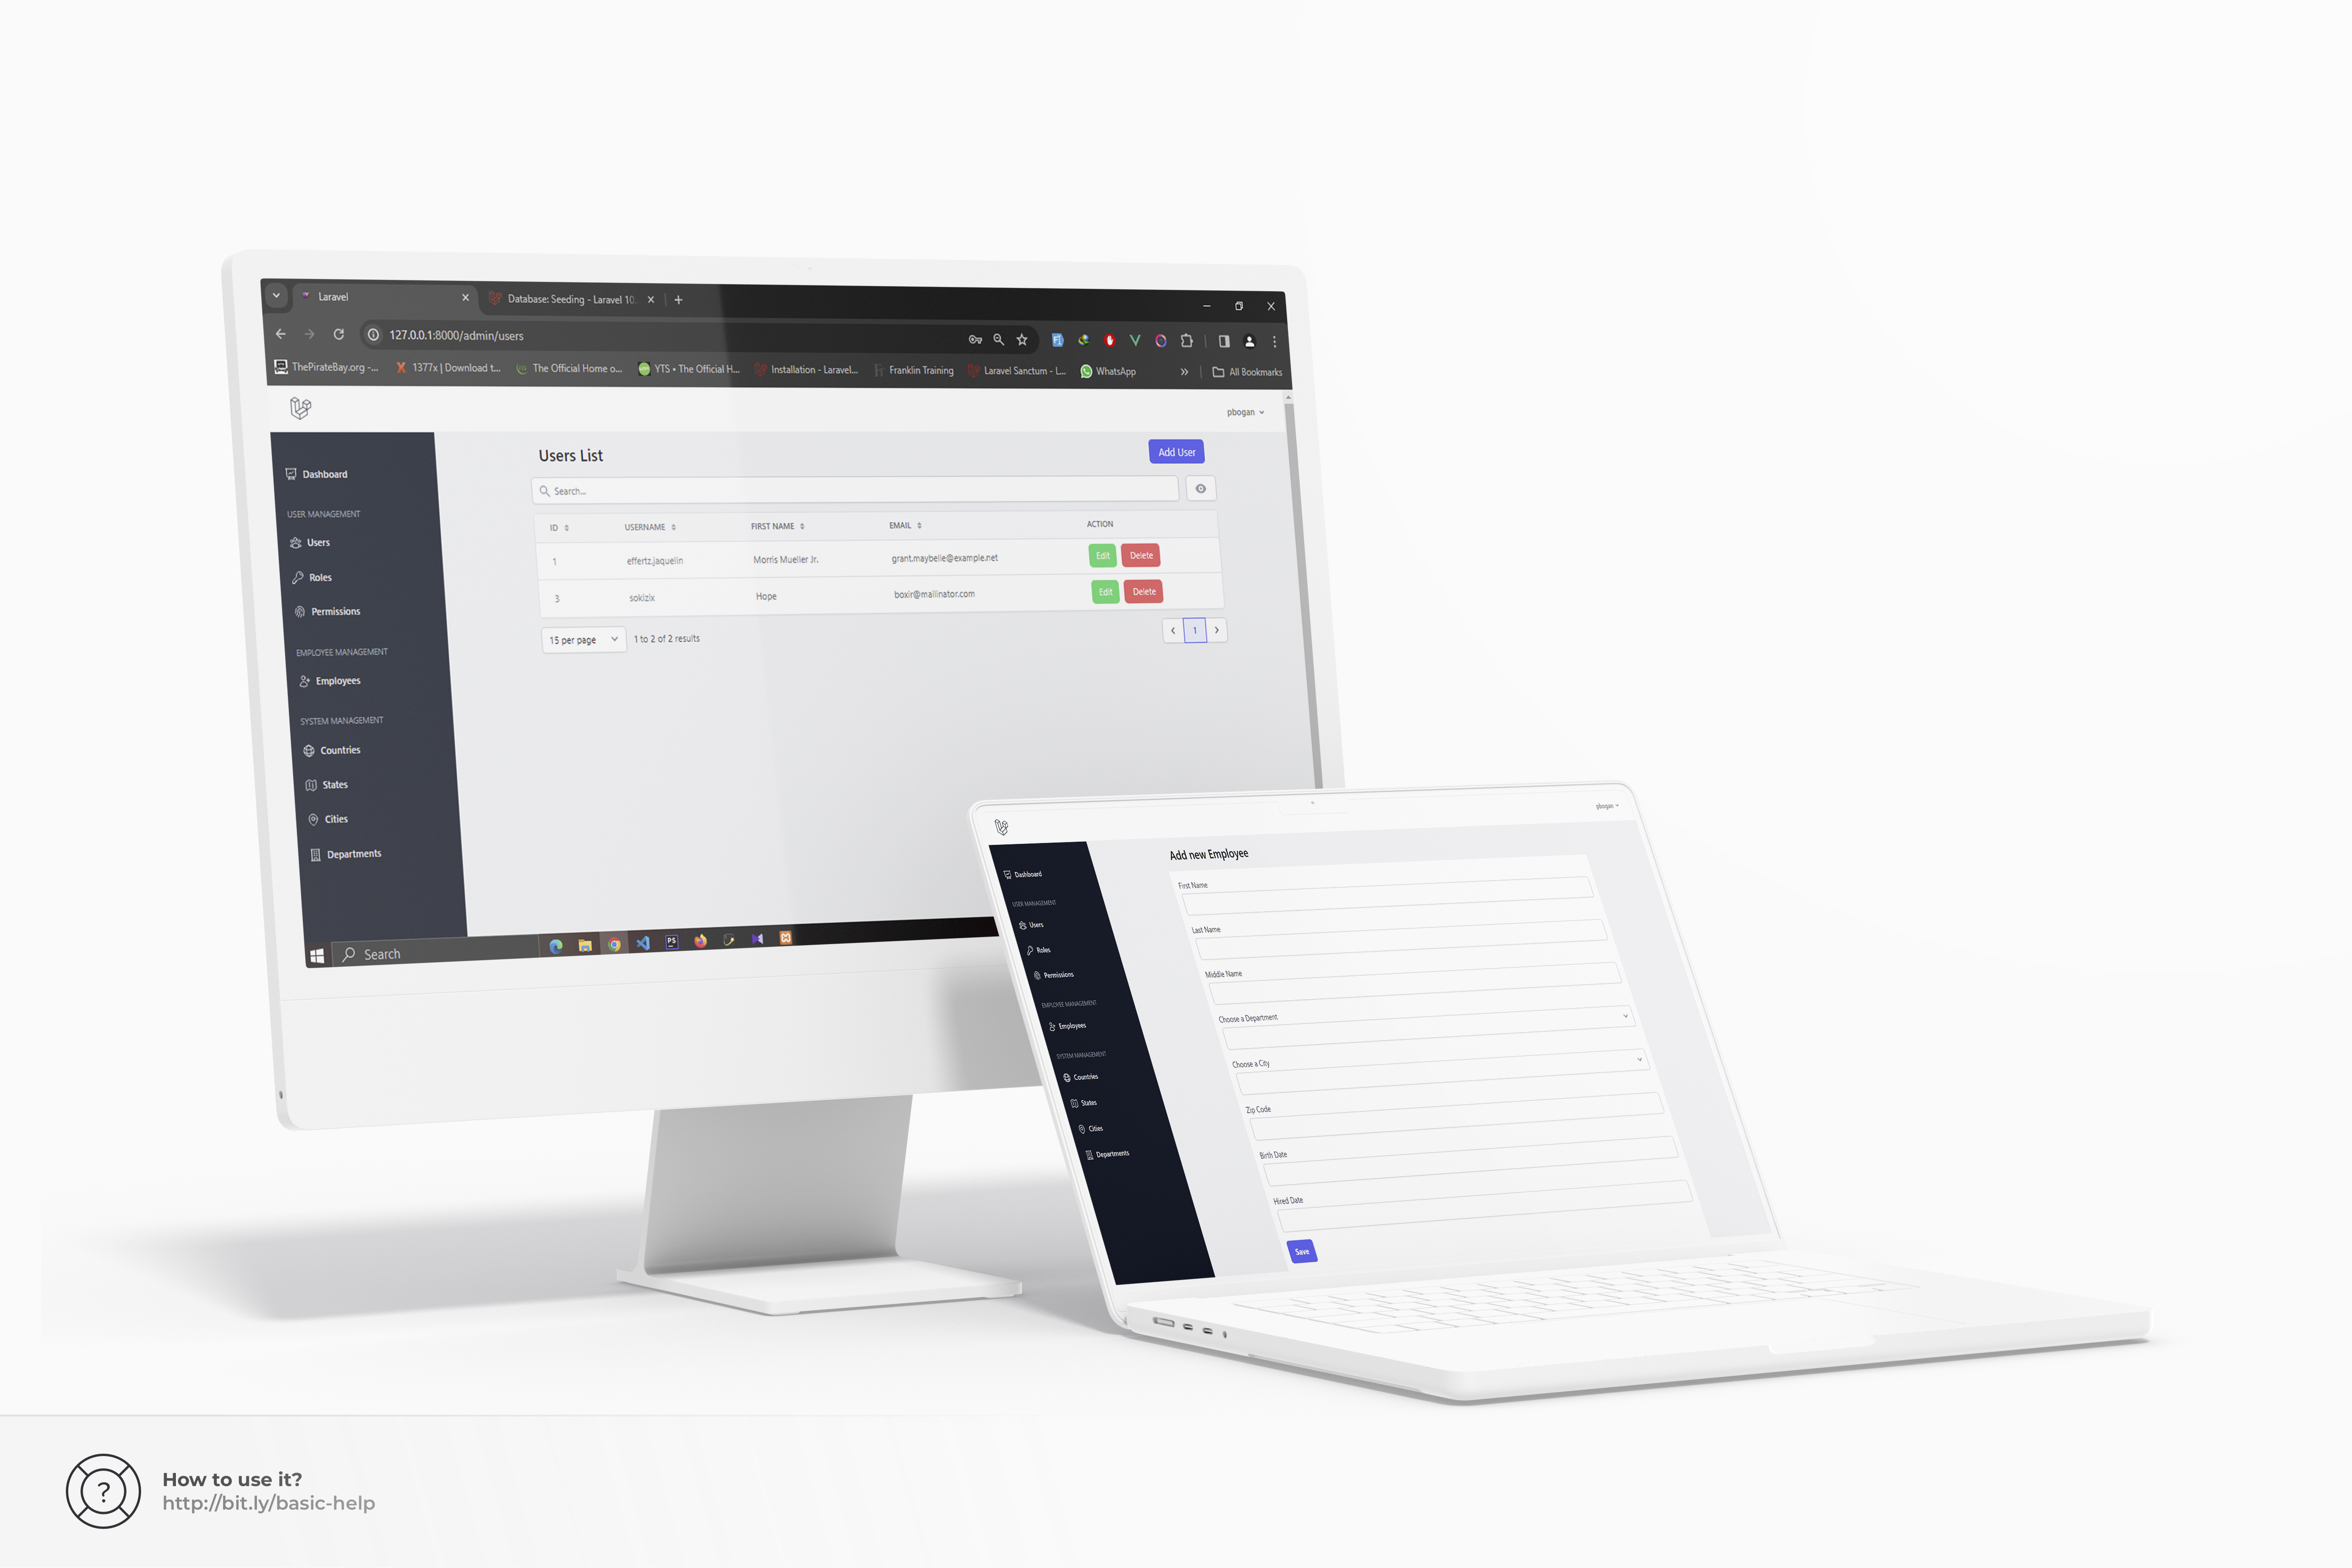 Laravel
Database: Seeding - Laravel 10.
127.0.0.1:8000/admin/users
ThePirateBay.org -... 1377x | Download t... The Official Home o... YTS • The Official H... Installation - Laravel... Franklin Training Laravel Sanctum - L... WhatsApp » All Bookmarks
pbogan
Dashboard
USER MANAGEMENT
Users
Roles
Permissions
EMPLOYEE MANAGEMENT
Employees
SYSTEM MANAGEMENT
Countries
States
Cities
Departments
Users List
Add User
Search...
ID USERNAME FIRST NAME EMAIL ACTION
1 effertz.jaquelin Morris Mueller Jr. grant.maybelle@example.net Edit Delete
3 sokizix Hope boxir@mailinator.com Edit Delete
15 per page 1 to 2 of 2 results 1
Search
PS
pbogan
Dashboard
USER MANAGEMENT
Users
Roles
Permissions
EMPLOYEE MANAGEMENT
Employees
SYSTEM MANAGEMENT
Countries
States
Cities
Departments
Add new Employee
First Name
Last Name
Middle Name
Choose a Department
Choose a City
Zip Code
Birth Date
Hired Date
Save
?
How to use it?
http://bit.ly/basic-help